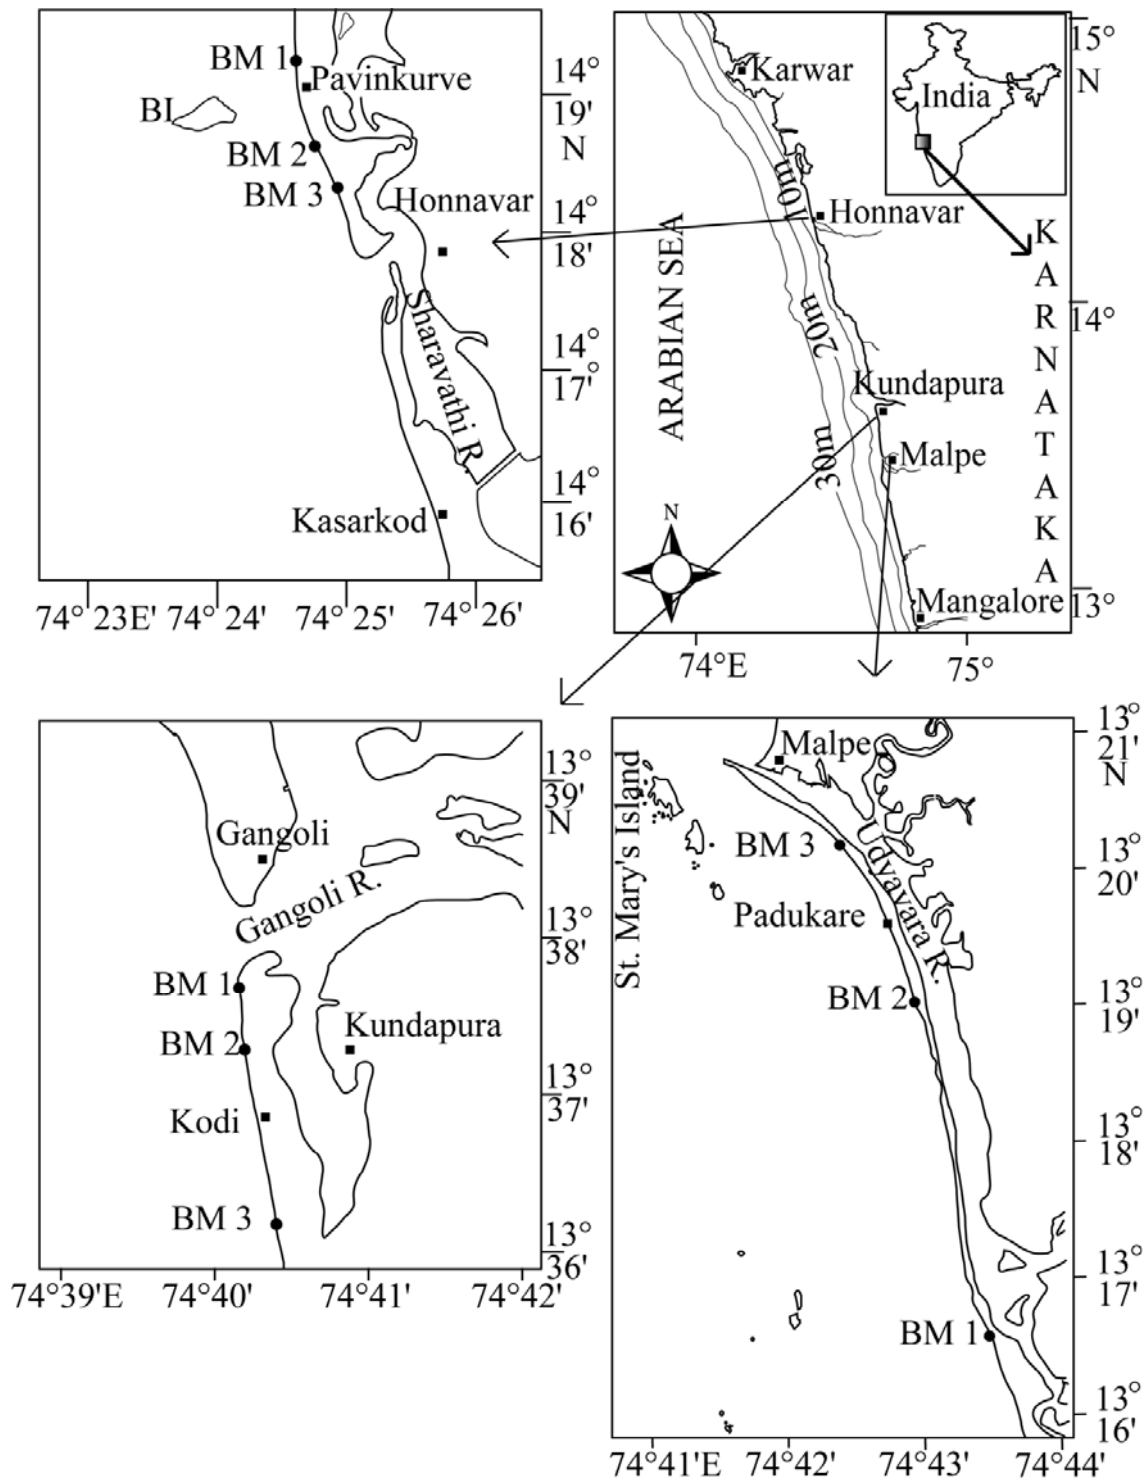 BM 1
Pavinkurve
BI
BM 2
BM 3
Honnavar
Sharavathi R.
Kasarkod
14°
19'
N
14°
18'
14°
17'
14°
16'
74° 23E'
74° 24'
74° 25'
74° 26'
Karwar
India
15°
N
10m
Honnavar
ARABIAN SEA
20m
KARNATAKA
14°
Kundapura
30m
Malpe
N
Mangalore
13°
74°E
75°
Gangoli
Gangoli R.
BM 1
BM 2
Kundapura
Kodi
BM 3
13°
39'
N
13°
38'
13°
37'
13°
36'
74°39'E
74°40'
74°41'
74°42'
Malpe
St. Mary's Island
BM 3
Udyavara R.
Padukare
BM 2
BM 1
13°
21'
N
13°
20'
13°
19'
13°
18'
13°
17'
13°
16'
74°41'E
74°42'
74°43'
74°44'